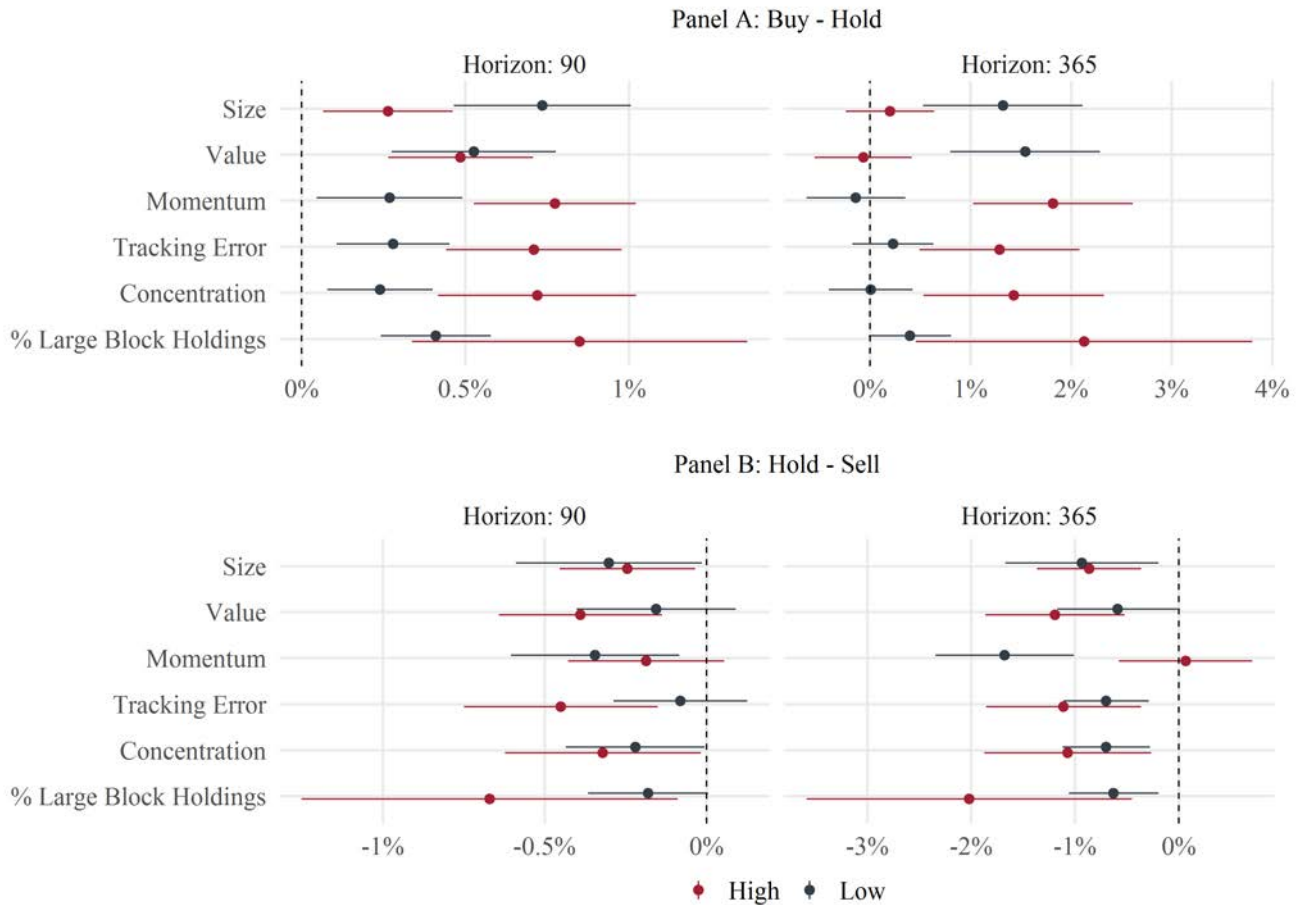 Panel A: Buy - Hold
Horizon: 90
Horizon: 365
Size
Value
Momentum
Tracking Error
Concentration
% Large Block Holdings
0% 0.5% 1%
0% 1% 2% 3% 4%
Panel B: Hold - Sell
Horizon: 90
Horizon: 365
Size
Value
Momentum
Tracking Error
Concentration
% Large Block Holdings
-1% -0.5% 0%
-3% -2% -1% 0%
High Low